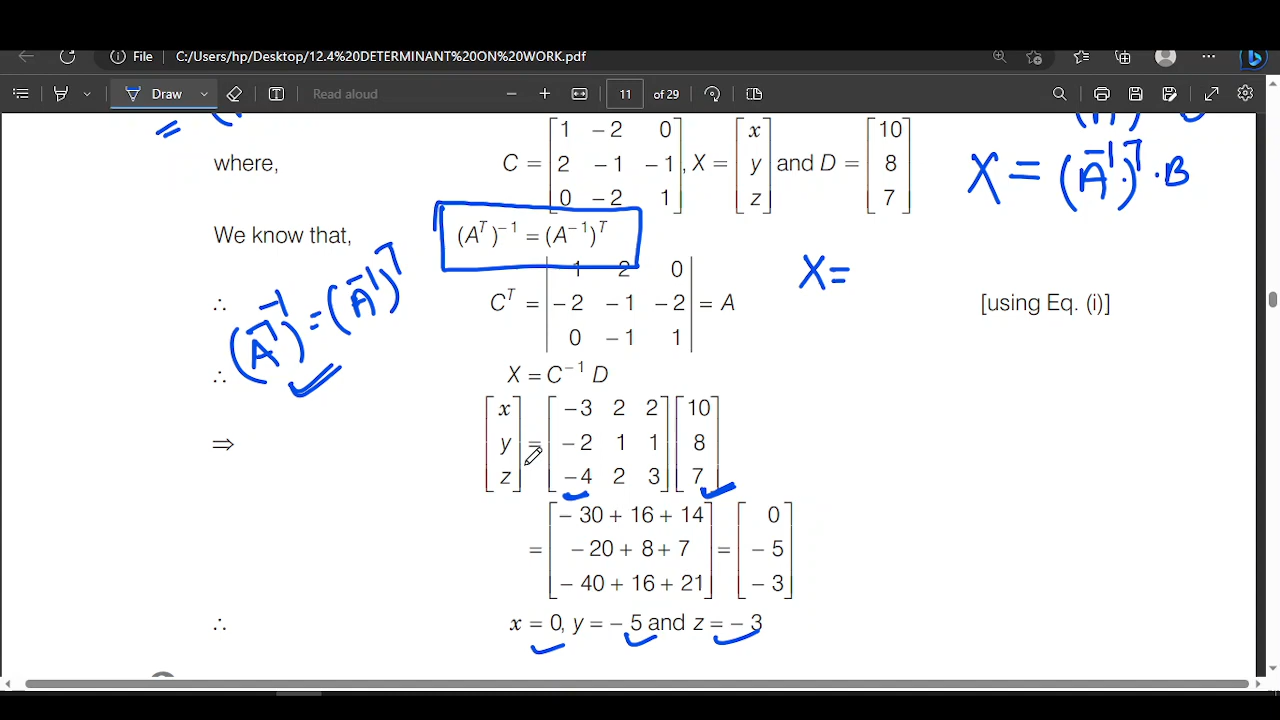 File C:/Users/hp/Desktop/12.4%20DETERMINANT%20ON%20WORK.pdf
Draw Read aloud 11 of 29
where, C = [1 −2 0; 2 −1 −1; 0 −2 1], X = [x; y; z] and D = [10; 8; 7]
X = (A⁻¹)ᵀ · B
We know that, (Aᵀ)⁻¹ = (A⁻¹)ᵀ
X =
∴ Cᵀ = |1 2 0; −2 −1 −2; 0 −1 1| = A [using Eq. (i)]
(Aᵀ)⁻¹ = (A⁻¹)ᵀ
∴ X = C⁻¹ D
⇒ [x; y; z] = [−3 2 2; −2 1 1; −4 2 3] [10; 8; 7]
= [−30 + 16 + 14; −20 + 8 + 7; −40 + 16 + 21] = [0; −5; −3]
∴ x = 0, y = − 5 and z = − 3